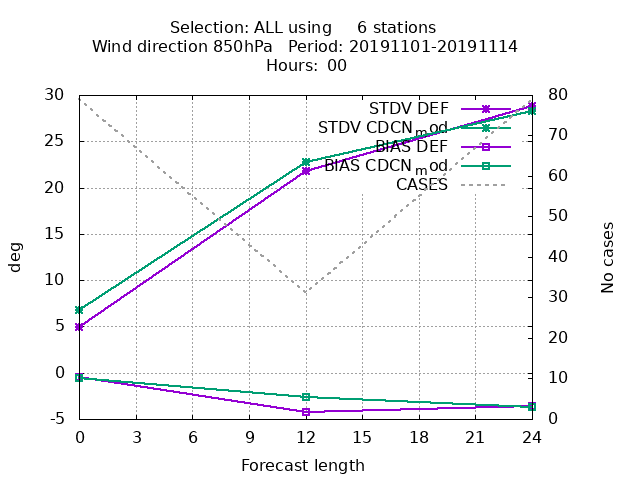 Selection: ALL using     6 stations
Wind direction 850hPa   Period: 20191101-20191114
Hours: 00
30
25
20
15
10
5
0
-5
deg
80
70
60
50
40
30
20
10
0
No cases
STDV DEF
STDV CDCN_mod
BIAS DEF
BIAS CDCN_mod
CASES
0 3 6 9 12 15 18 21 24
Forecast length